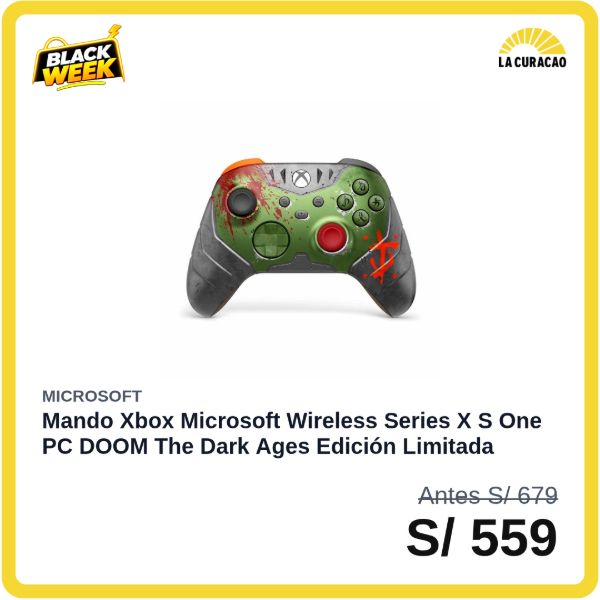 BLACK
WEEK
LA CURACAO
MICROSOFT
Mando Xbox Microsoft Wireless Series X S One
PC DOOM The Dark Ages Edición Limitada
Antes S/ 679
S/ 559